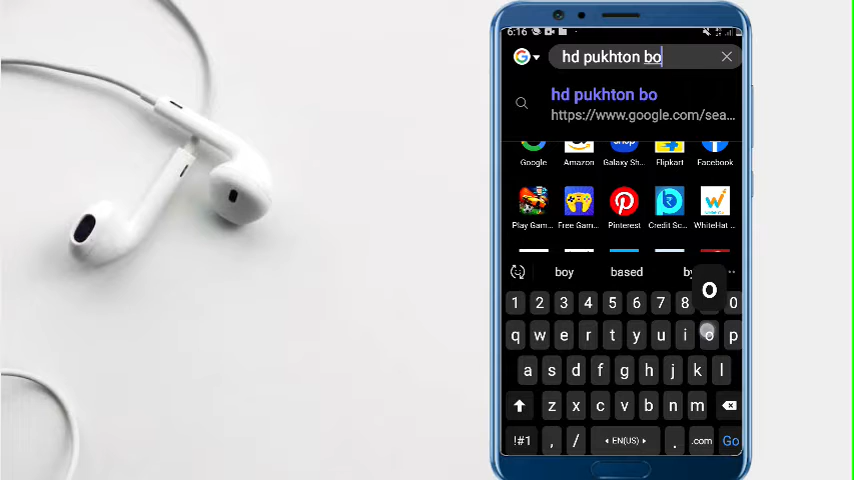 6:16
hd pukhton bo
hd pukhton bo
https://www.google.com/sea...
Google Amazon Galaxy Sh... Flipkart Facebook
Play Gam... Free Gam... Pinterest Credit Sc... WhiteHat ...
boy based by ...
1 2 3 4 5 6 7 8 0
o
q w e r t y u i o p
a s d f g h j k l
z x c v b n m
!#1 , / EN(US) . .com Go